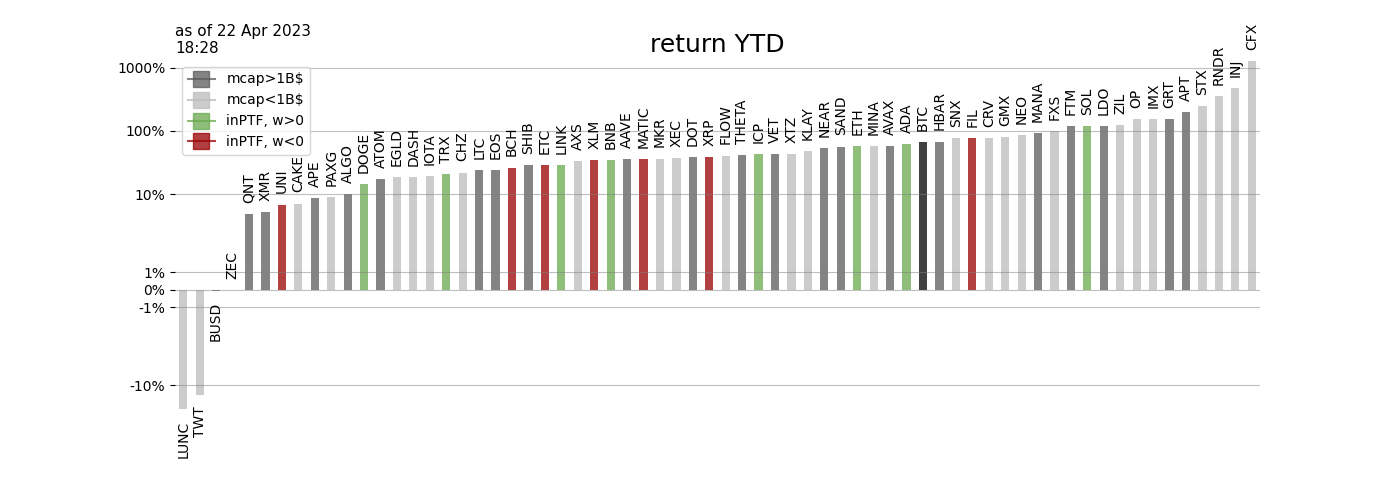 as of 22 Apr 2023
18:28
return YTD
1000%
100%
10%
1%
0%
-1%
-10%
mcap>1B$
mcap<1B$
inPTF, w>0
inPTF, w<0
LUNC
TWT
BUSD
ZEC
QNT
XMR
UNI
CAKE
APE
PAXG
ALGO
DOGE
ATOM
EGLD
DASH
IOTA
TRX
CHZ
LTC
EOS
BCH
SHIB
ETC
LINK
AXS
XLM
BNB
AAVE
MATIC
MKR
XEC
DOT
XRP
FLOW
THETA
ICP
VET
XTZ
KLAY
NEAR
SAND
ETH
MINA
AVAX
ADA
BTC
HBAR
SNX
FIL
CRV
GMX
NEO
MANA
FXS
FTM
SOL
LDO
ZIL
OP
IMX
GRT
APT
STX
RNDR
INJ
CFX